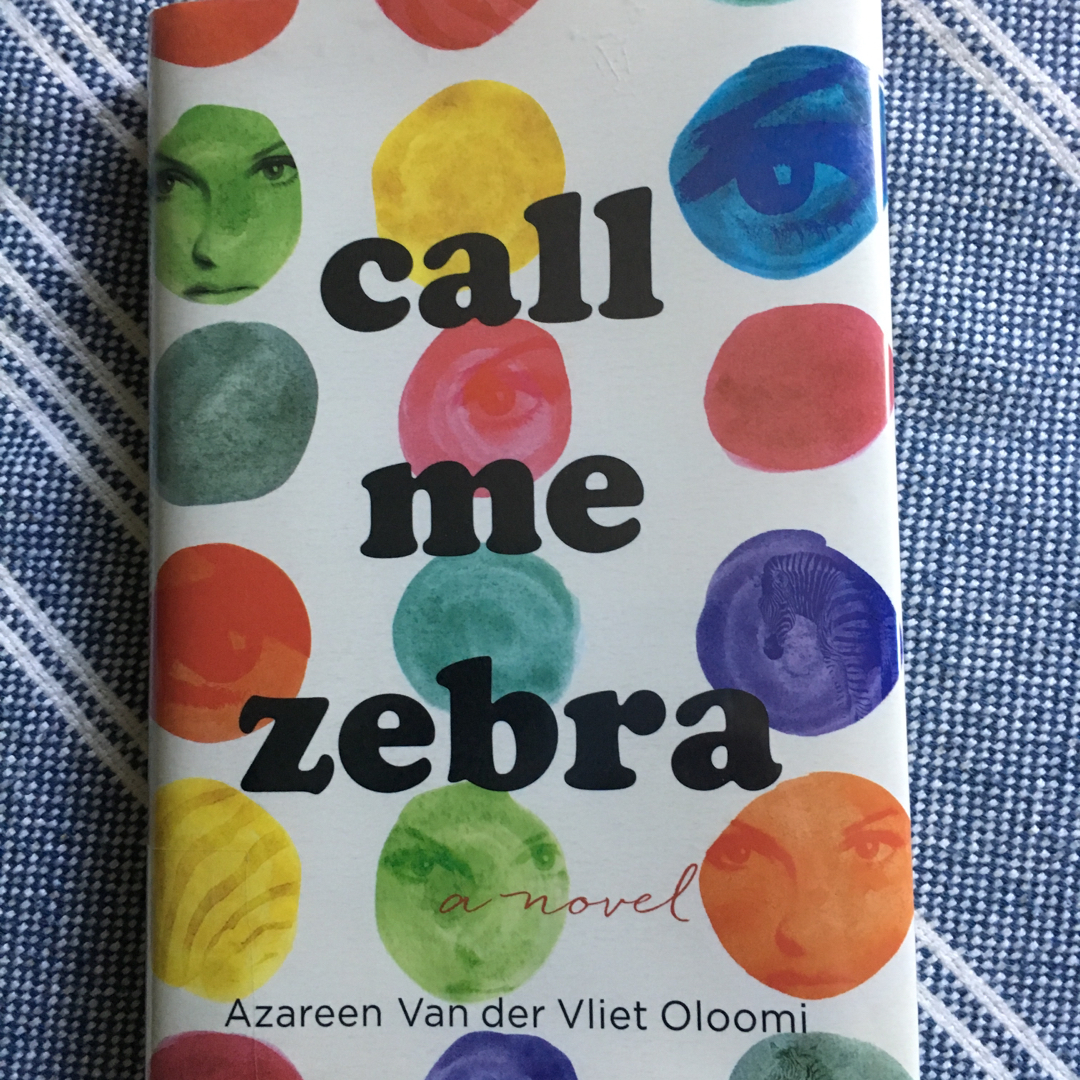 call
me
zebra
a novel
Azareen Van der Vliet Oloomi